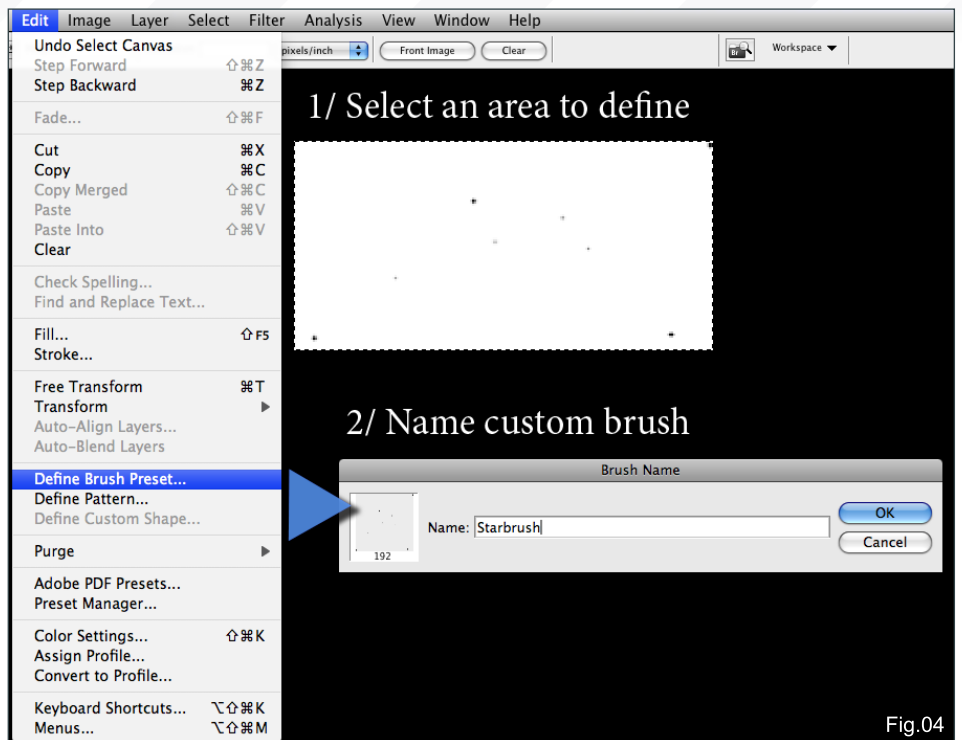 Edit Image Layer Select Filter Analysis View Window Help
pixels/inch Front Image Clear Br Workspace
Undo Select Canvas
Step Forward ⇧⌘Z
Step Backward ⌘Z
Fade... ⇧⌘F
Cut ⌘X
Copy ⌘C
Copy Merged ⇧⌘C
Paste ⌘V
Paste Into ⇧⌘V
Clear
Check Spelling...
Find and Replace Text...
Fill... ⇧F5
Stroke...
Free Transform ⌘T
Transform
Auto-Align Layers...
Auto-Blend Layers
Define Brush Preset...
Define Pattern...
Define Custom Shape...
Purge
Adobe PDF Presets...
Preset Manager...
Color Settings... ⇧⌘K
Assign Profile...
Convert to Profile...
Keyboard Shortcuts... ⌥⇧⌘K
Menus... ⌥⇧⌘M
1/ Select an area to define
2/ Name custom brush
Brush Name
Name: Starbrush
192
OK
Cancel
Fig.04